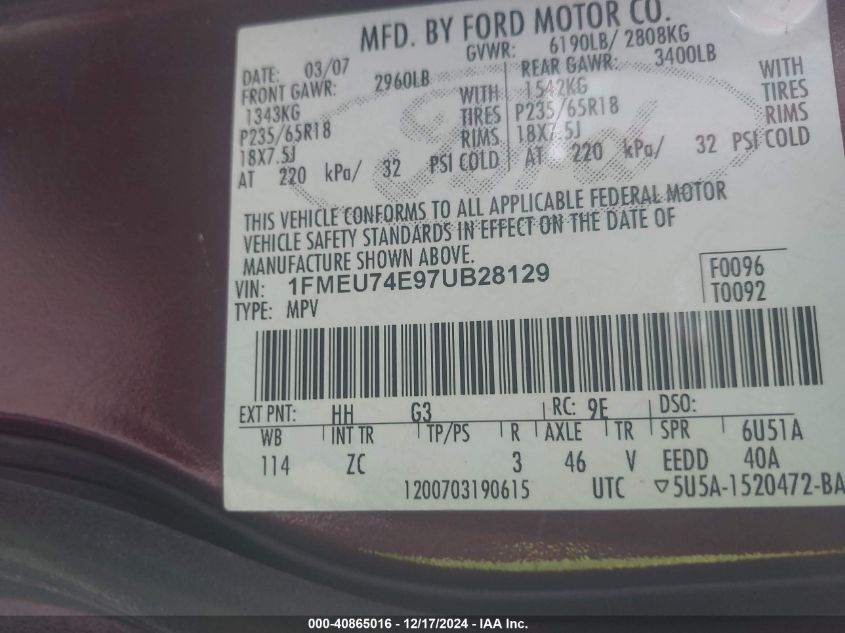 MFD. BY FORD MOTOR CO.
DATE: 03/07 GVWR: 6190LB/ 2808KG
FRONT GAWR: 2960LB REAR GAWR: 3400LB
1343KG WITH 1542KG WITH
P235/65R18 TIRES P235/65R18 TIRES
18X7.5J RIMS 18X7.5J RIMS
AT 220 kPa/ 32 PSI COLD AT 220 kPa/ 32 PSI COLD
Ford
THIS VEHICLE CONFORMS TO ALL APPLICABLE FEDERAL MOTOR
VEHICLE SAFETY STANDARDS IN EFFECT ON THE DATE OF
MANUFACTURE SHOWN ABOVE.
VIN: 1FMEU74E97UB28129 F0096
TYPE: MPV T0092
EXT PNT: HH G3 RC: 9E DSO:
WB INT TR TP/PS R AXLE TR SPR 6U51A
114 ZC 3 46 V EEDD 40A
1200703190615 UTC ▽5U5A-1520472-BA
000-40865016 - 12/17/2024 - IAA Inc.